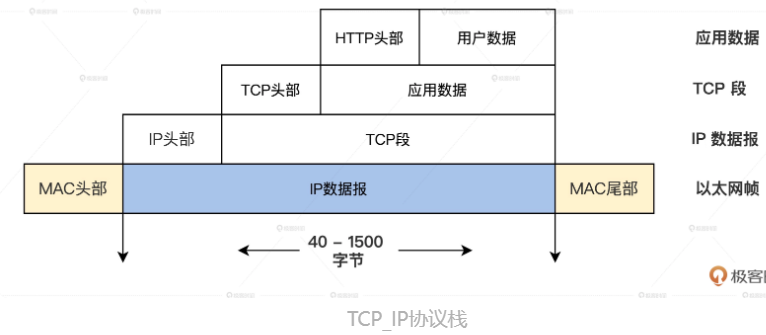 HTTP头部 用户数据 应用数据
TCP头部 应用数据 TCP 段
IP头部 TCP段 IP 数据报
MAC头部 IP数据报 MAC尾部 以太网帧
40 – 1500
字节
极客
TCP_IP协议栈